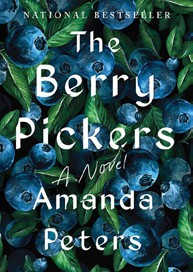 NATIONAL BESTSELLER
The
Berry
Pickers
A Novel
Amanda
Peters